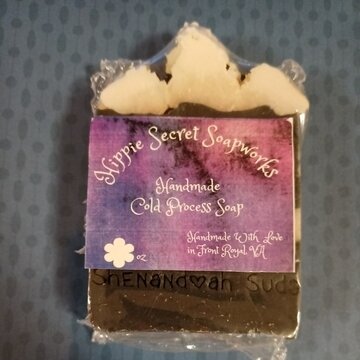 Hippie Secret Soapworks
Handmade
Cold Process Soap
Handmade With Love
in Front Royal VA
oz
Shenandoah Suds